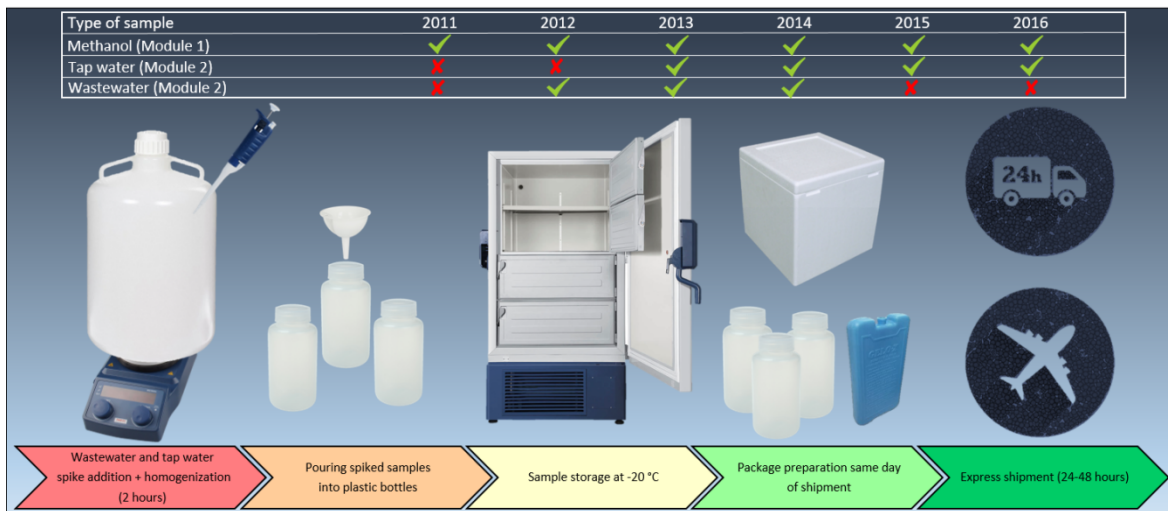 Type of sample 2011 2012 2013 2014 2015 2016
Methanol (Module 1) ✓ ✓ ✓ ✓ ✓ ✓
Tap water (Module 2) ✗ ✗ ✓ ✓ ✓ ✓
Wastewater (Module 2) ✗ ✓ ✓ ✓ ✗ ✗
24h
Wastewater and tap water
spike addition + homogenization
(2 hours)
Pouring spiked samples
into plastic bottles
Sample storage at -20 °C
Package preparation same day
of shipment
Express shipment (24-48 hours)